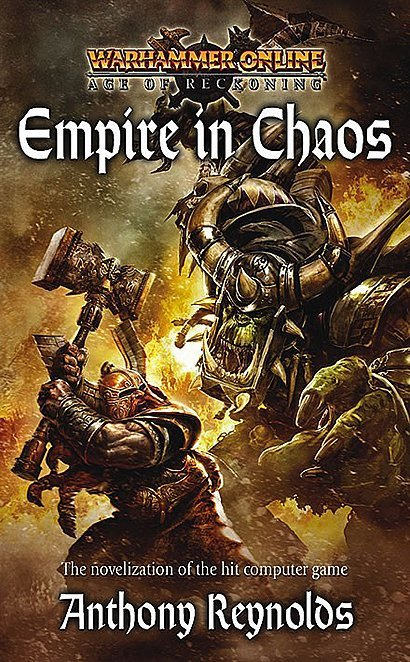 WARHAMMER ONLINE
AGE OF RECKONING
Empire in Chaos
The novelization of the hit computer game
Anthony Reynolds